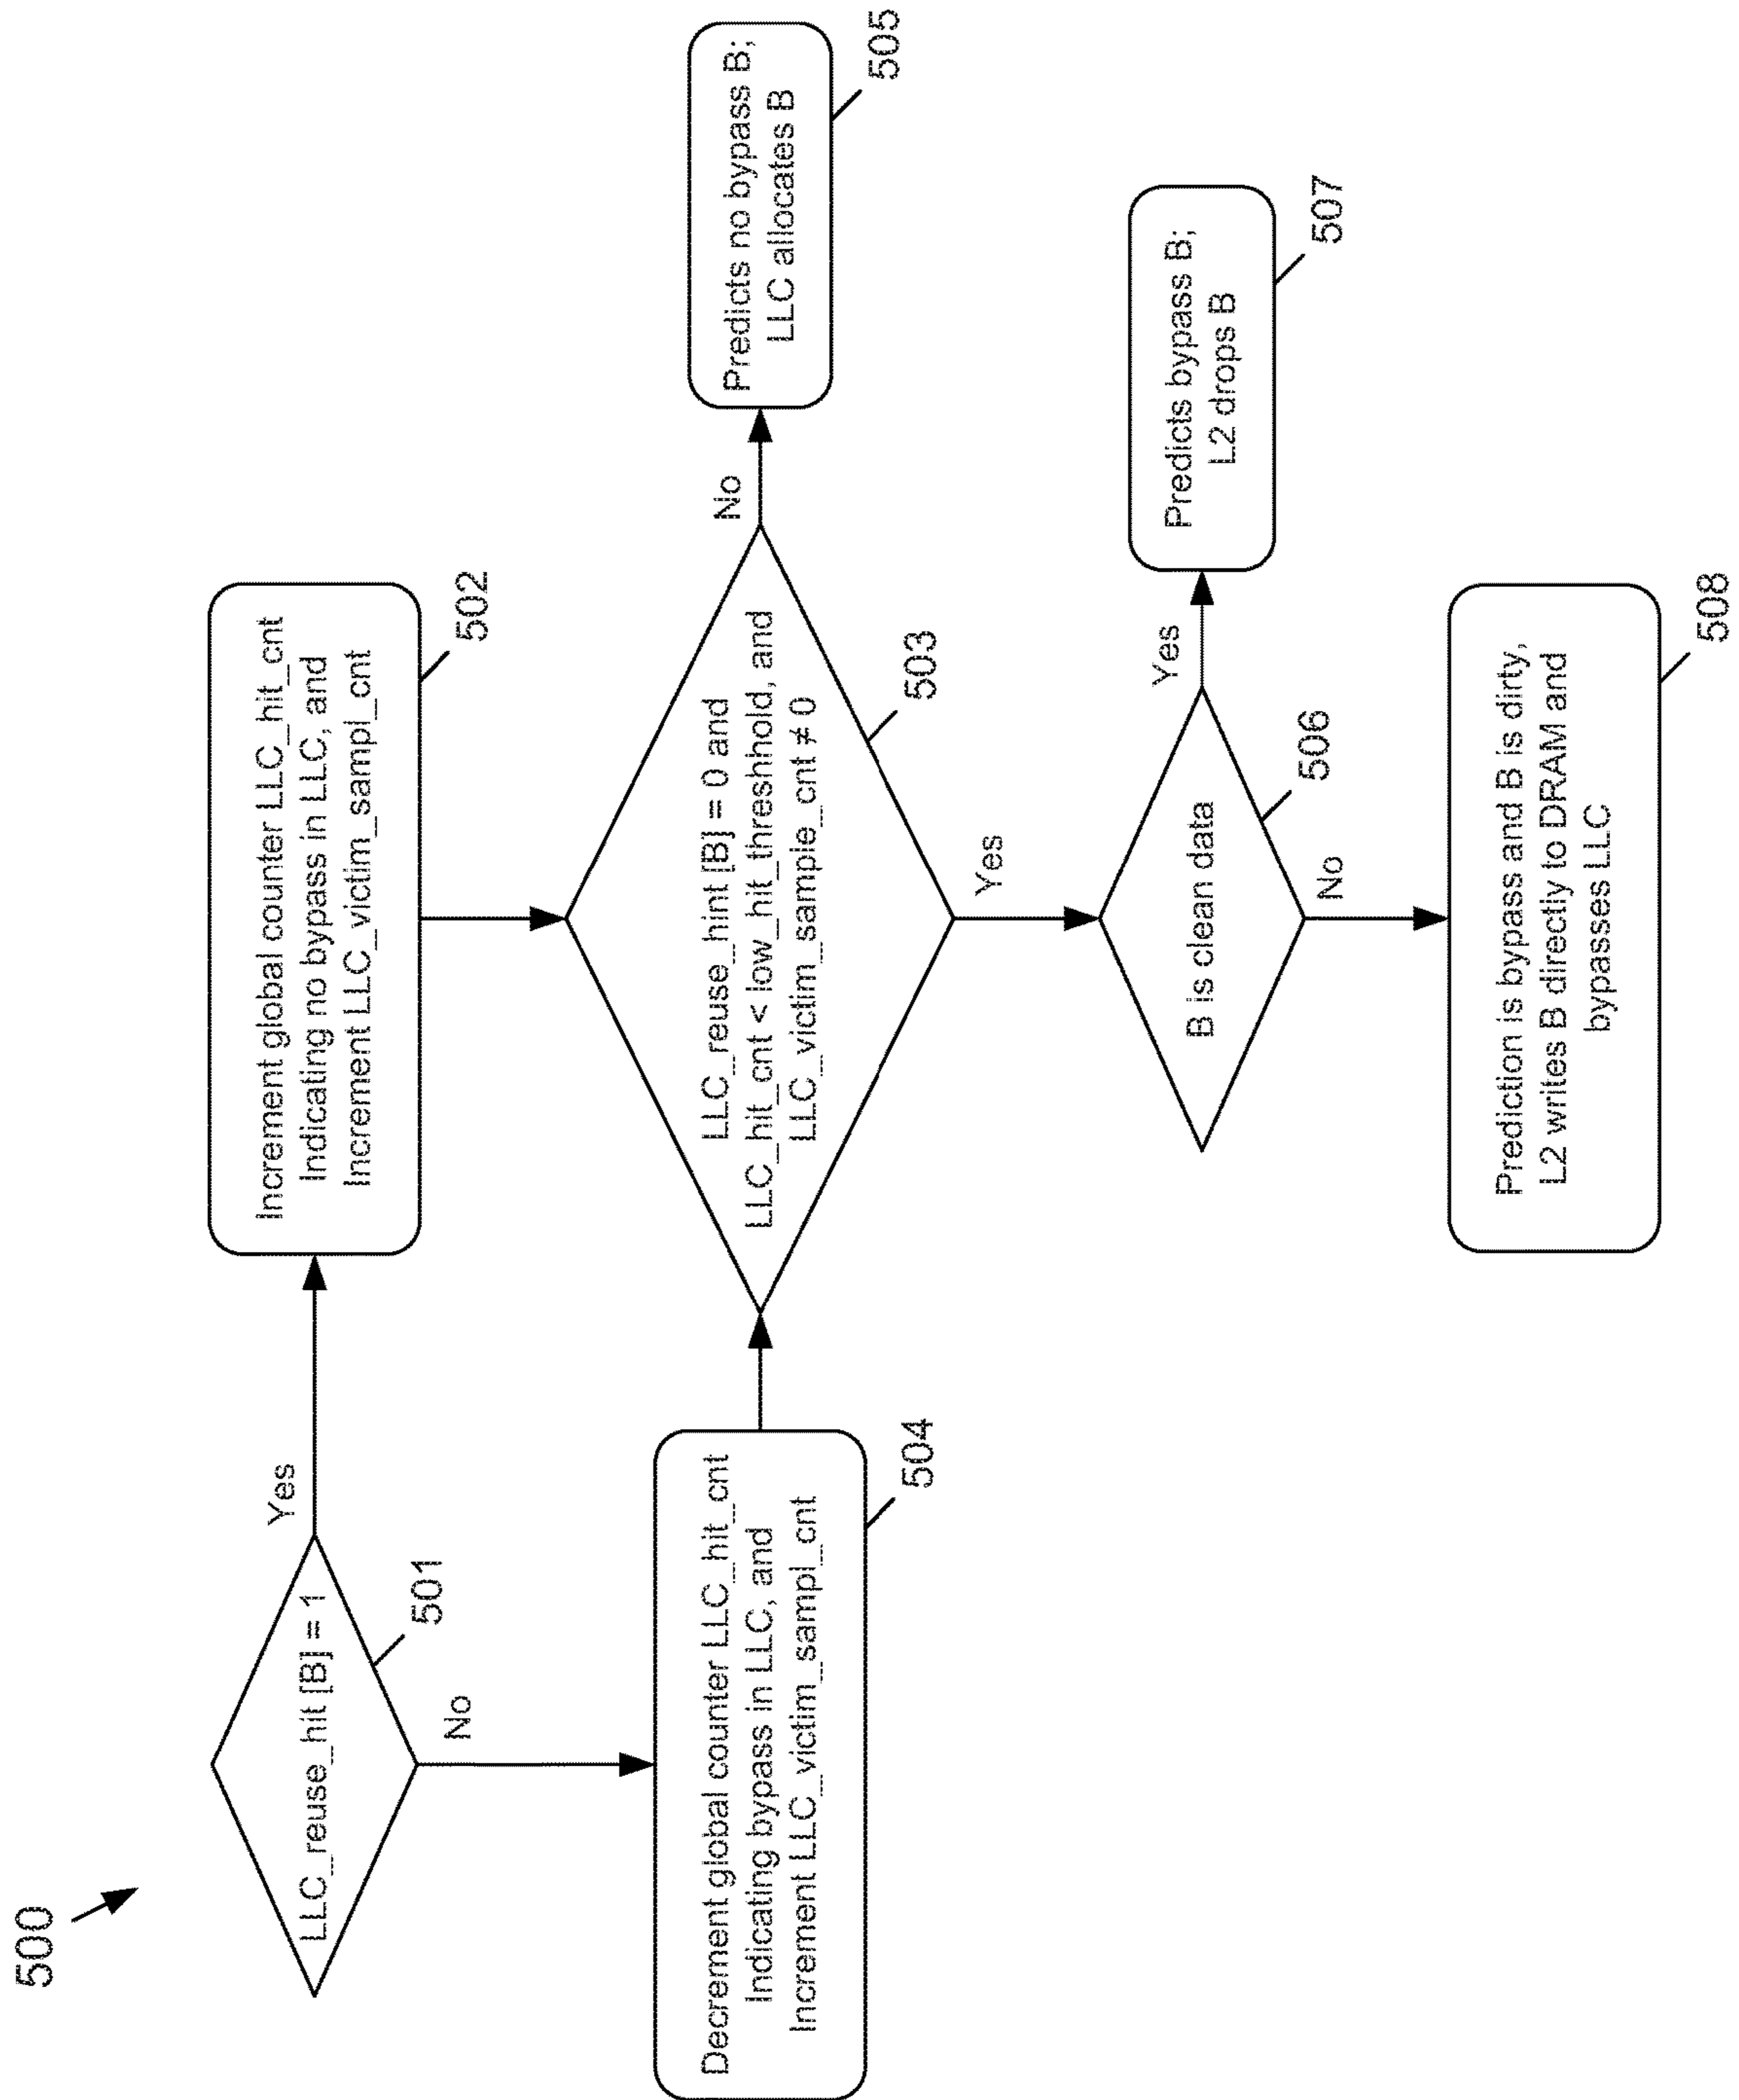 500
LLC_reuse_hit [B] = 1
501
Yes
No
Increment global counter LLC_hit_cnt
Indicating no bypass in LLC, and
Increment LLC_victim_sampl_cnt
502
Decrement global counter LLC_hit_cnt
Indicating bypass in LLC, and
Increment LLC_victim_sampl_cnt
504
LLC_reuse_hint [B] = 0 and
LLC_hit_cnt < low_hit_threshhold, and
LLC_victim_sample_cnt ≠ 0
503
No
Yes
Predicts no bypass B;
LLC allocates B
505
B is clean data
506
Yes
No
Predicts bypass B;
L2 drops B
507
Prediction is bypass and B is dirty,
L2 writes B directly to DRAM and
bypasses LLC
508